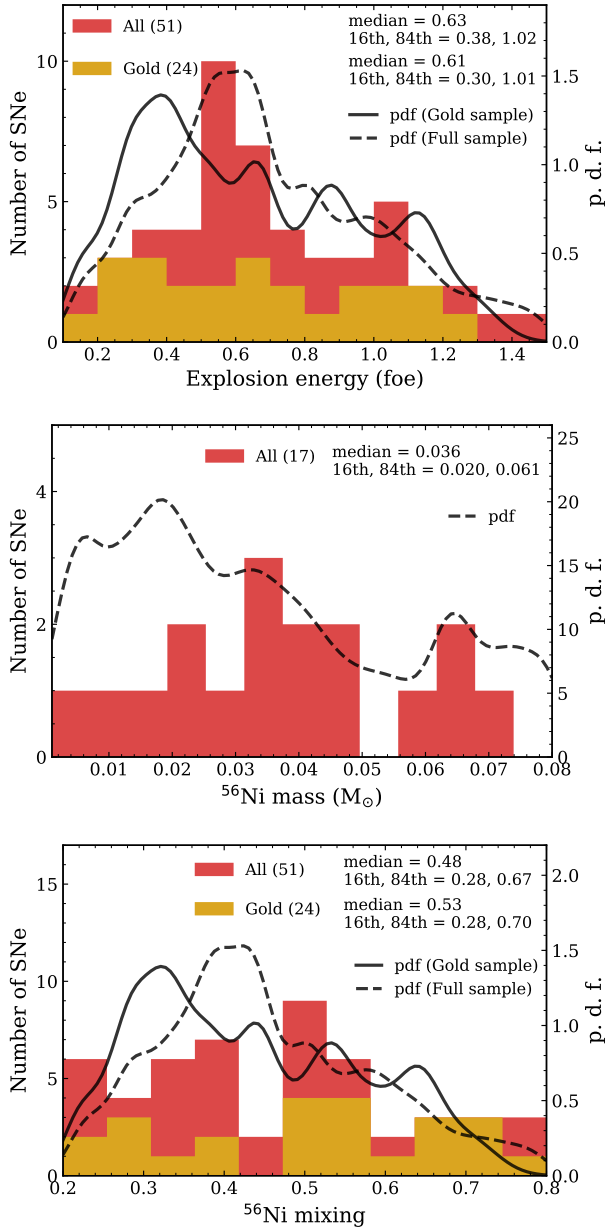 All (51)
Gold (24)
median = 0.63
16th, 84th = 0.38, 1.02
median = 0.61
16th, 84th = 0.30, 1.01
pdf (Gold sample)
pdf (Full sample)
Number of SNe
10
5
0
p. d. f.
1.5
1.0
0.5
0.0
0.2 0.4 0.6 0.8 1.0 1.2 1.4
Explosion energy (foe)
All (17)
median = 0.036
16th, 84th = 0.020, 0.061
pdf
Number of SNe
4
2
0
p. d. f.
25
20
15
10
5
0
0.01 0.02 0.03 0.04 0.05 0.06 0.07 0.08
⁵⁶Ni mass (M⊙)
All (51)
Gold (24)
median = 0.48
16th, 84th = 0.28, 0.67
median = 0.53
16th, 84th = 0.28, 0.70
pdf (Gold sample)
pdf (Full sample)
Number of SNe
15
10
5
0
p. d. f.
2.0
1.5
1.0
0.5
0.0
0.2 0.3 0.4 0.5 0.6 0.7 0.8
⁵⁶Ni mixing